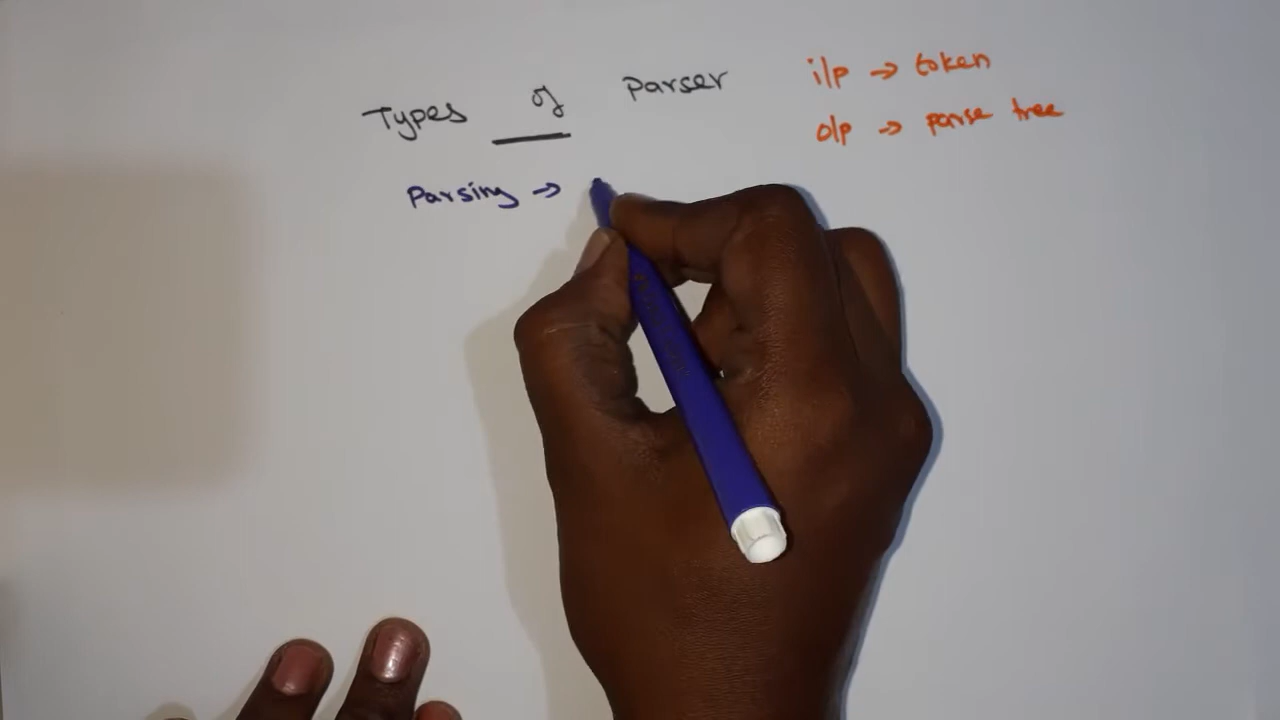 Types of Parser
i/p → token
o/p → parse tree
Parsing →